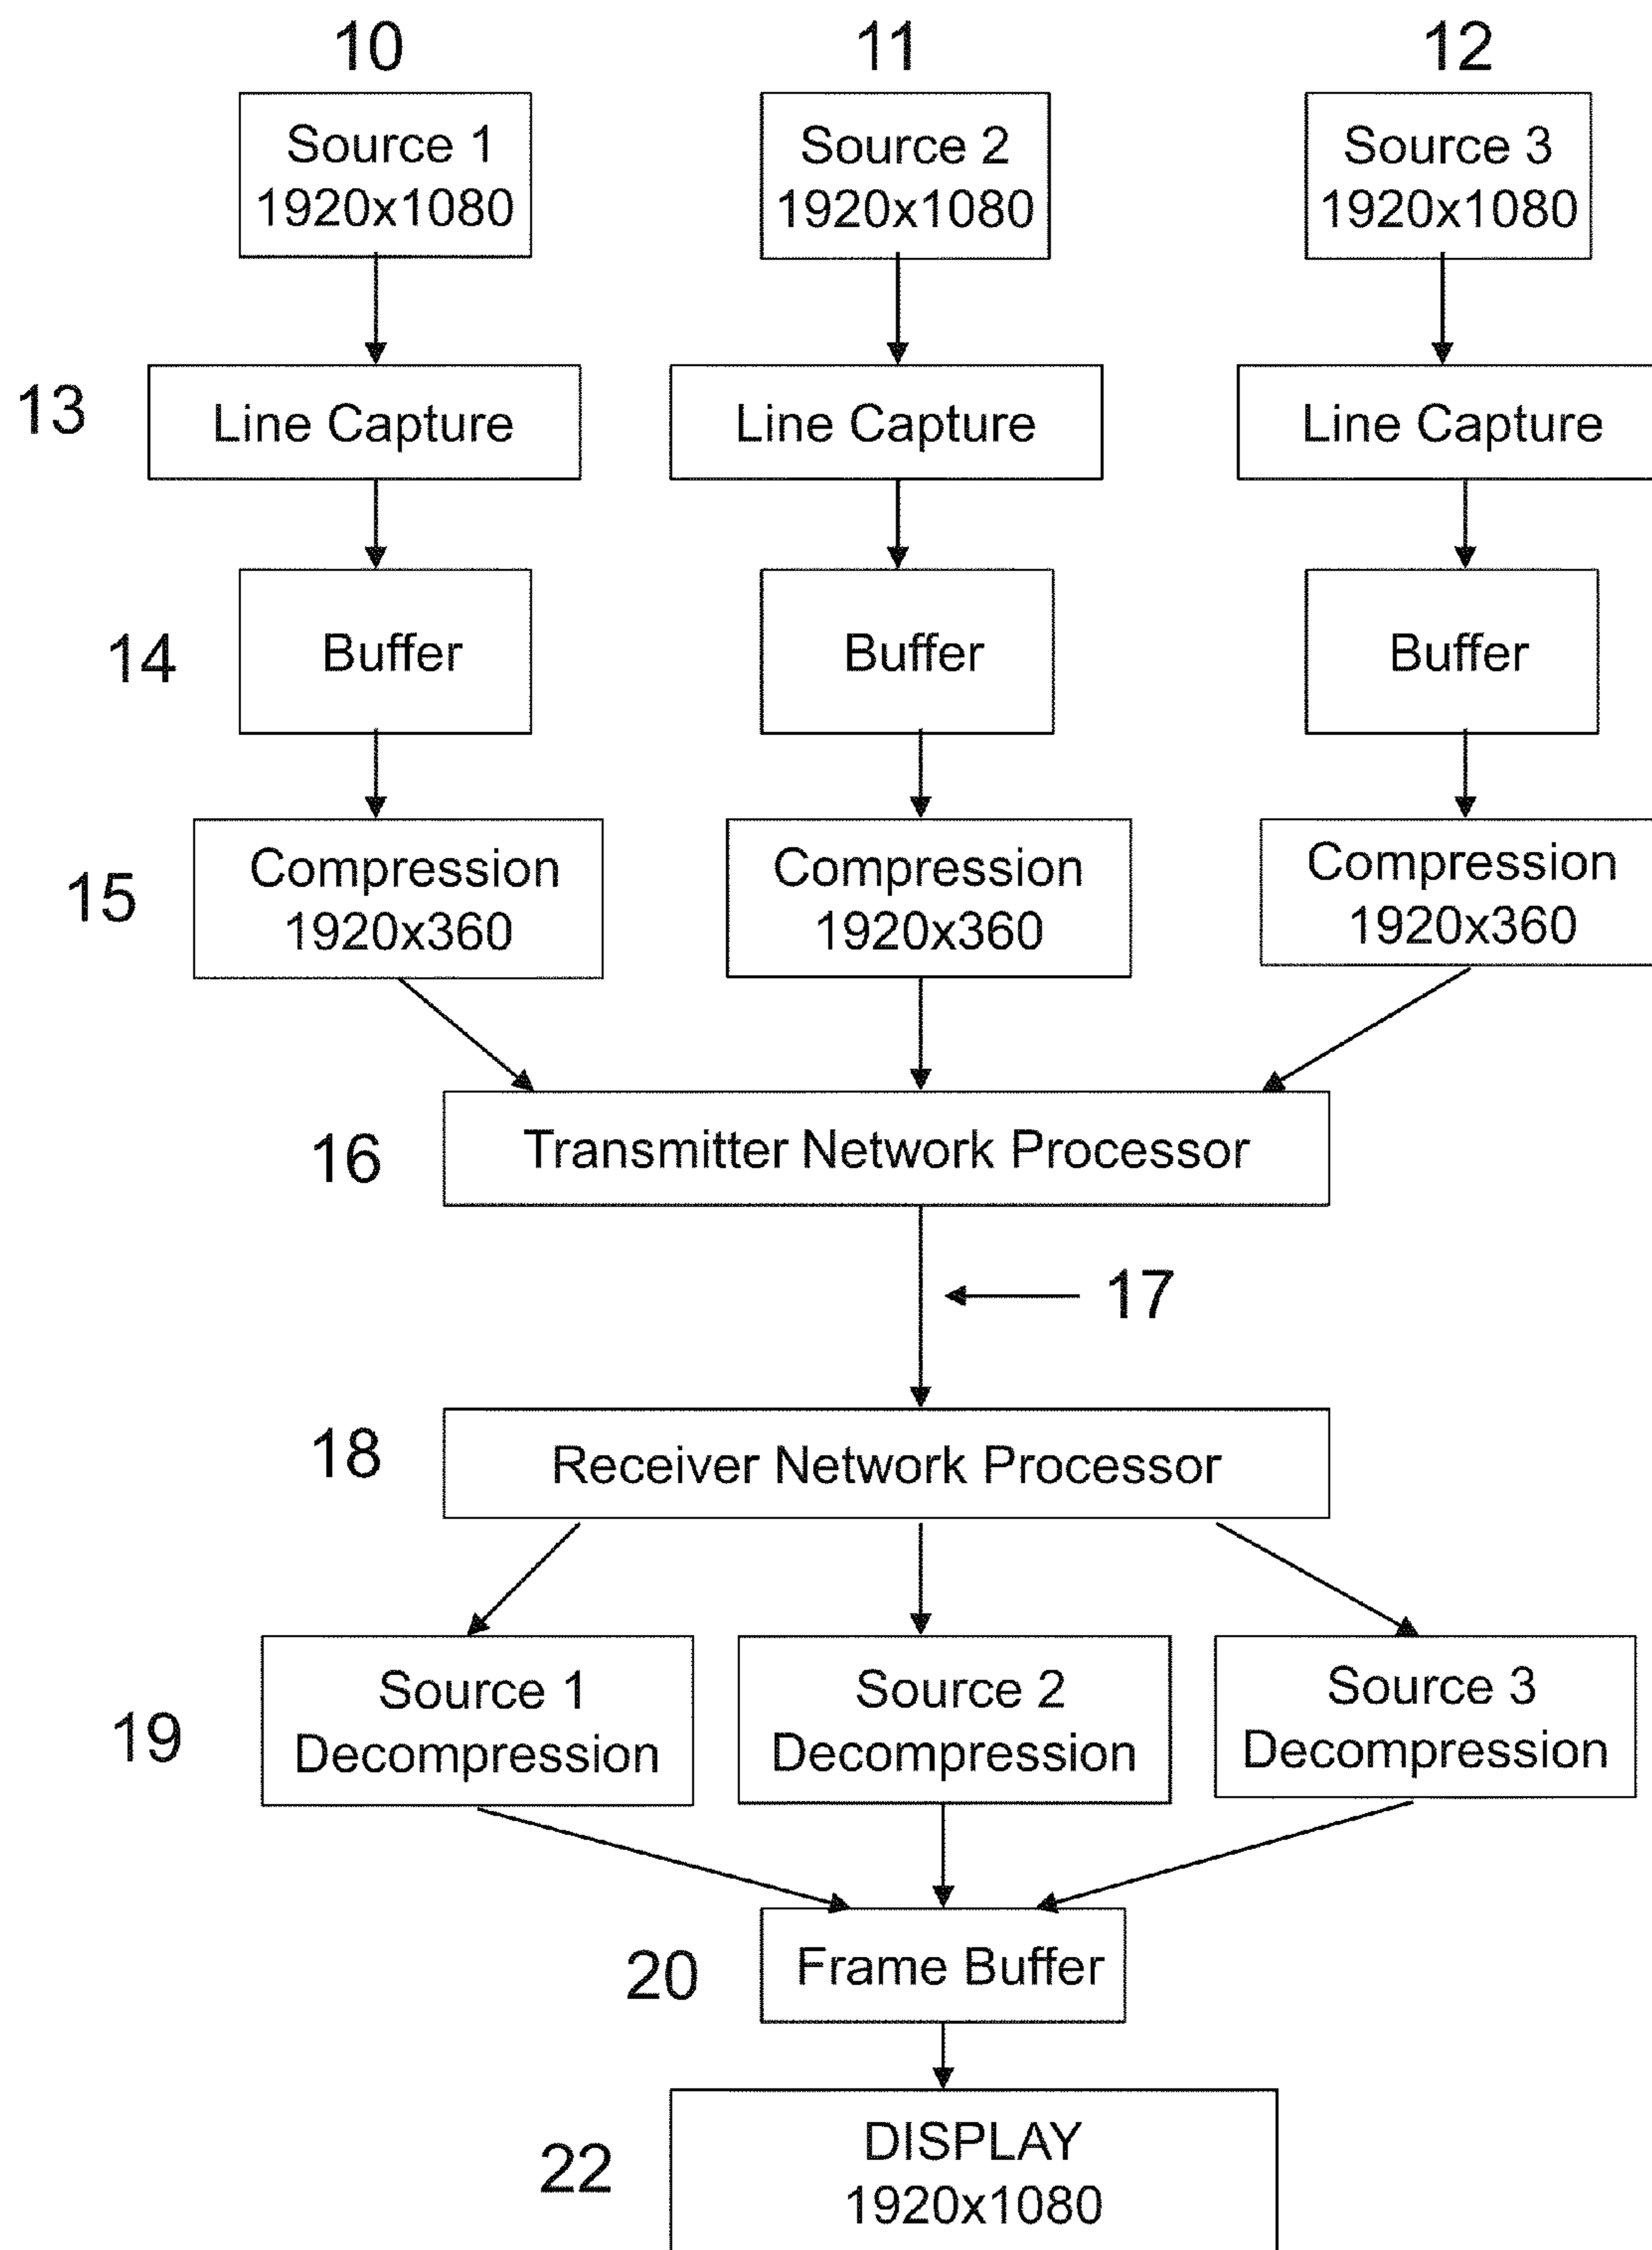 10 11 12
Source 1 Source 2 Source 3
1920x1080 1920x1080 1920x1080
13 Line Capture Line Capture Line Capture
14 Buffer Buffer Buffer
Compression Compression Compression
15 1920x360 1920x360 1920x360
16 Transmitter Network Processor
17
18 Receiver Network Processor
Source 1 Source 2 Source 3
19 Decompression Decompression Decompression
20 Frame Buffer
DISPLAY
22 1920x1080